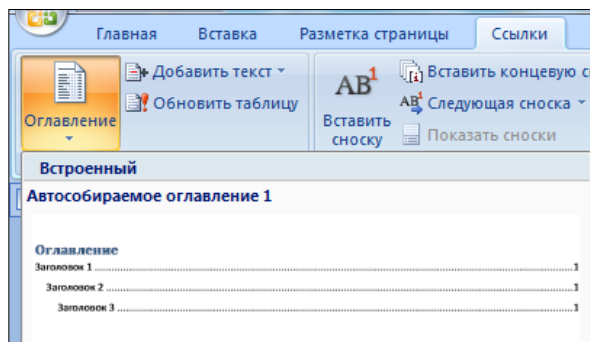 Главная Вставка Разметка страницы Ссылки
Оглавление
Добавить текст
Обновить таблицу
AB1
Вставить сноску
Вставить концевую с
AB1 Следующая сноска
Показать сноски
Встроенный
Автособираемое оглавление 1
Оглавление
Заголовок 1 ........ 1
Заголовок 2 ........ 1
Заголовок 3 ........ 1